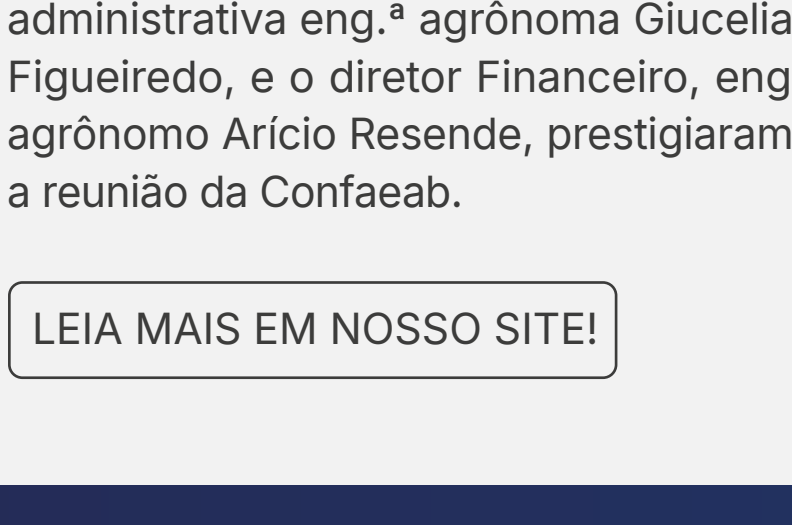 administrativa eng.ª agrônoma Giucelia
Figueiredo, e o diretor Financeiro, eng
agrônomo Arício Resende, prestigiaram
a reunião da Confaeab.
LEIA MAIS EM NOSSO SITE!